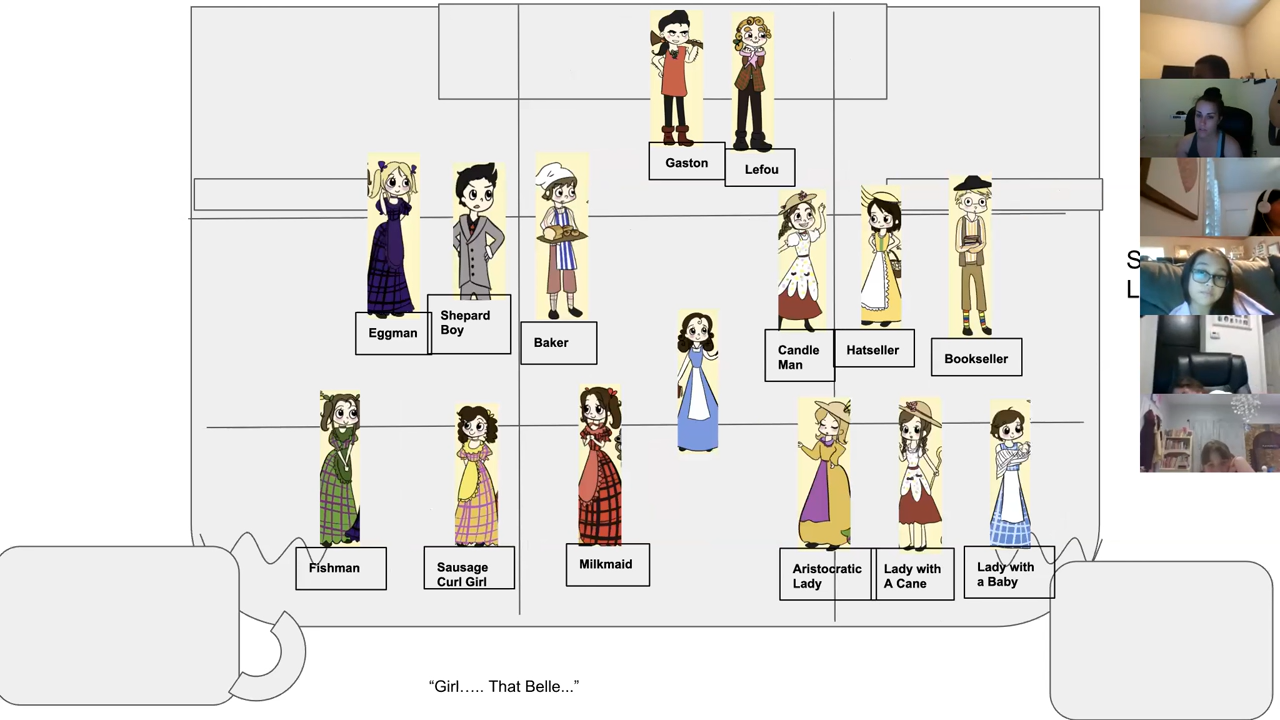 Gaston
Lefou
Eggman
Shepard
Boy
Baker
Candle
Man
Hatseller
Bookseller
S
L
Fishman
Sausage
Curl Girl
Milkmaid
Aristocratic
Lady
Lady with
A Cane
Lady with
a Baby
“Girl….. That Belle...”